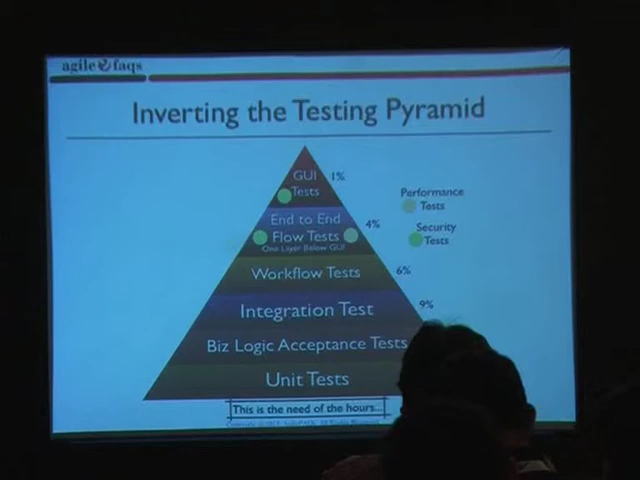 agile faqs
Inverting the Testing Pyramid
GUI 1%
Tests
Performance
Tests
End to End 4%
Flow Tests
One Layer Below GUI
Security
Tests
Workflow Tests 6%
Integration Test 9%
Biz Logic Acceptance Tests
Unit Tests
This is the need of the hours...